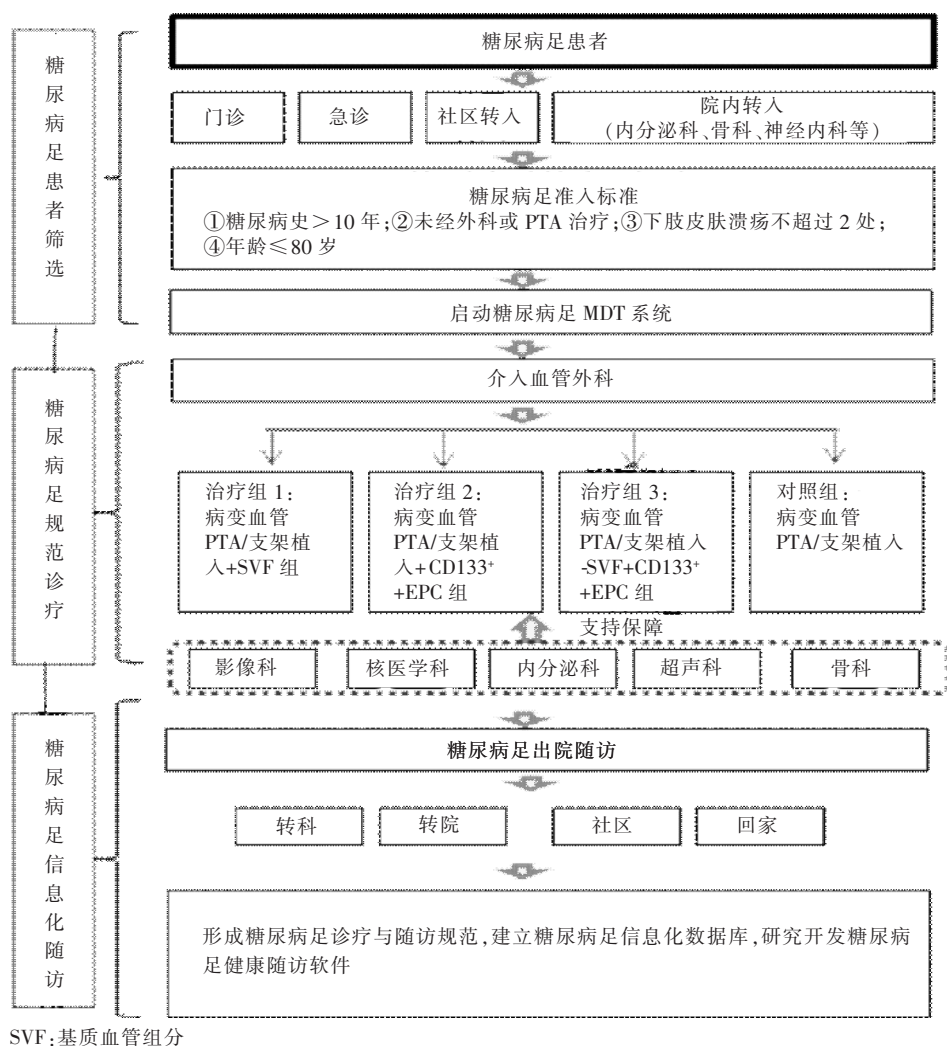 糖尿病足患者筛选
糖尿病足患者
门诊
急诊
社区转入
院内转入
(内分泌科、骨科、神经内科等)
糖尿病足准入标准
①糖尿病史>10年;②未经外科或PTA治疗;③下肢皮肤溃疡不超过2处;
④年龄≤80岁
启动糖尿病足MDT系统
糖尿病足规范诊疗
介入血管外科
治疗组1:
病变血管
PTA/支架植
入+SVF组
治疗组2:
病变血管
PTA/支架植
入+CD133⁺
+EPC组
治疗组3:
病变血管
PTA/支架植入
-SVF+CD133⁺
+EPC组
对照组:
病变血管
PTA/支架植入
支持保障
影像科
核医学科
内分泌科
超声科
骨科
糖尿病足信息化随访
糖尿病足出院随访
转科
转院
社区
回家
形成糖尿病足诊疗与随访规范,建立糖尿病足信息化数据库,研究开发糖尿病
足健康随访软件
SVF:基质血管组分